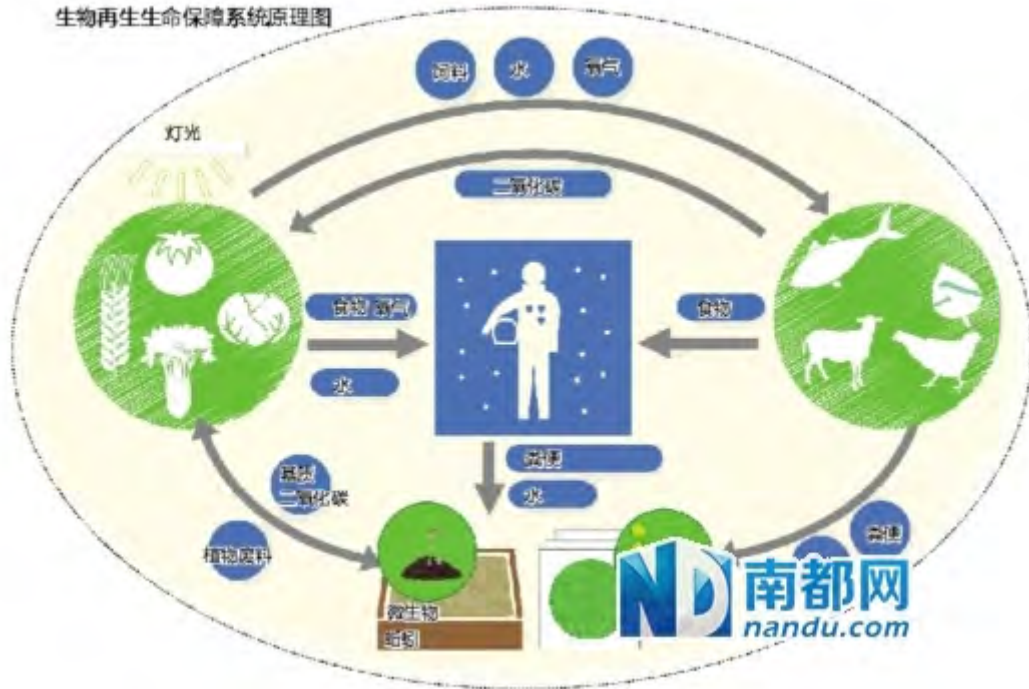 生物再生生命保障系统原理图
饲料
水
氧气
灯光
二氧化碳
食物 氧气
食物
水
粪便
水
基质
二氧化碳
植物废料
粪便
微生物
蚯蚓
南都网
nandu.com